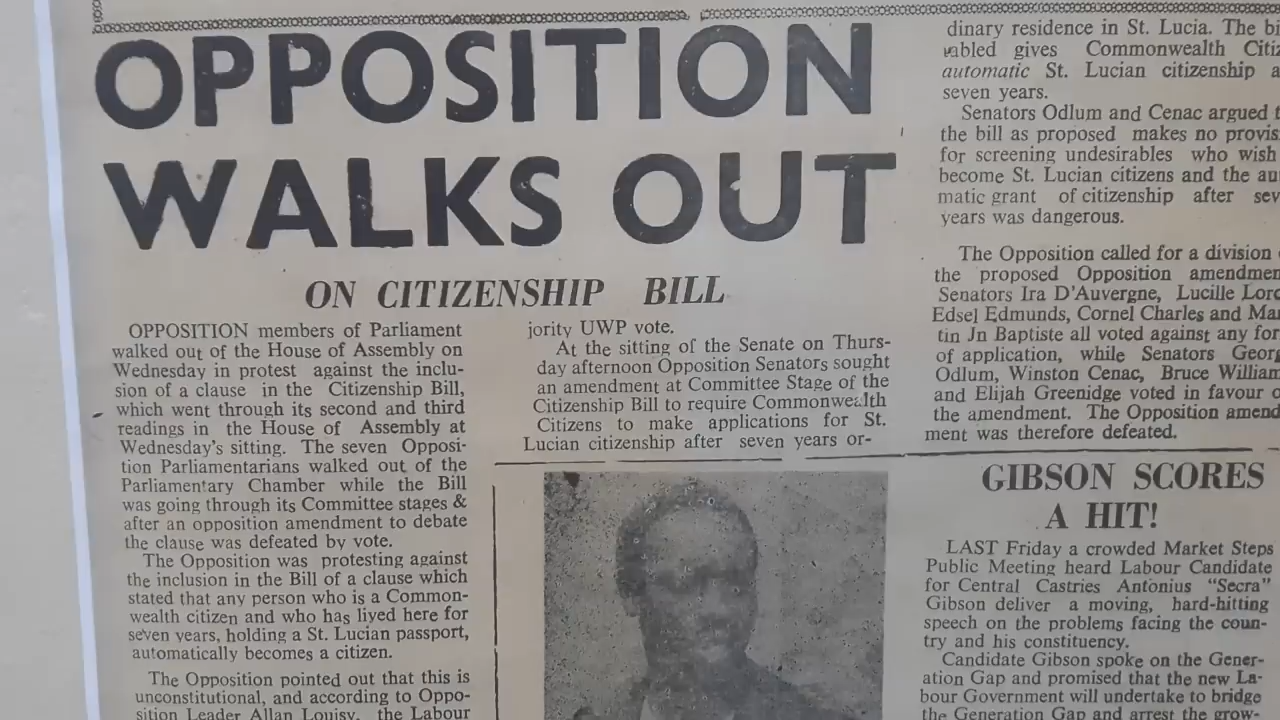 OPPOSITION
WALKS OUT
ON CITIZENSHIP BILL
OPPOSITION members of Parliament
walked out of the House of Assembly on
Wednesday in protest against the inclu-
sion of a clause in the Citizenship Bill,
which went through its second and third
readings in the House of Assembly at
Wednesday's sitting. The seven Opposi-
tion Parliamentarians walked out of the
Parliamentary Chamber while the Bill
was going through its Committee stages &
after an opposition amendment to debate
the clause was defeated by vote.
The Opposition was protesting against
the inclusion in the Bill of a clause which
stated that any person who is a Common-
wealth citizen and who has lived here for
seven years, holding a St. Lucian passport,
automatically becomes a citizen.
The Opposition pointed out that this is
unconstitutional, and according to Oppo-
sition Leader Allan Louisy, the Labour
jority UWP vote.
At the sitting of the Senate on Thurs-
day afternoon Opposition Senators sought
an amendment at Committee Stage of the
Citizenship Bill to require Commonwealth
Citizens to make applications for St.
Lucian citizenship after seven years or-
dinary residence in St. Lucia. The
gives Commonwealth
automatic St. Lucian citizenship
seven years.
Senators Odlum and Cenac argued
the bill as proposed makes no
for screening undesirables who wish
become St. Lucian citizens and the
matic grant of citizenship after
years was dangerous.
The Opposition called for a division
the proposed Opposition
Senators Ira D'Auvergne, Lucille
Edsel Edmunds, Cornel Charles and
tin Jn Baptiste all voted against any
of application, while Senators
Odlum, Winston Cenac, Bruce
and Elijah Greenidge voted in favour
the amendment. The Opposition amend
ment was therefore defeated.
GIBSON SCORES
A HIT!
LAST Friday a crowded Market Steps
Public Meeting heard Labour Candidate
for Central Castries Antonius "Secra"
Gibson deliver a moving, hard-hitting
speech on the problems facing the coun-
try and his constituency.
Candidate Gibson spoke on the Gener-
ation Gap and promised that the new La-
bour Government will undertake to bridge
the Generation Gap and arrest the grow-